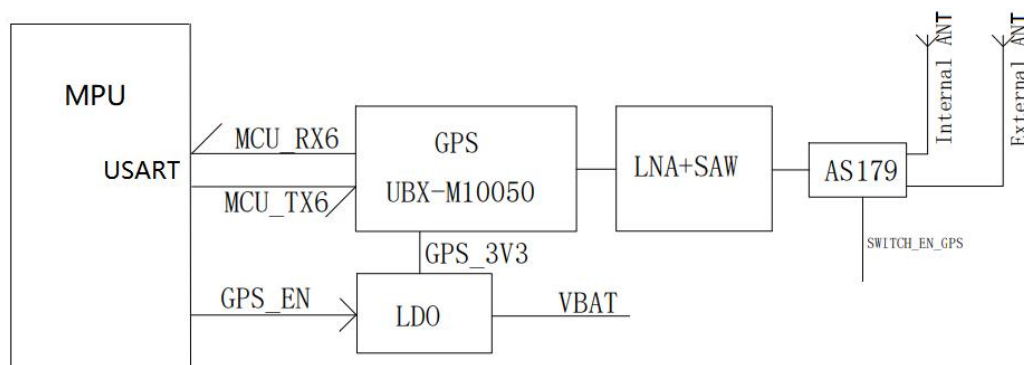 MPU
USART
MCU_RX6
MCU_TX6
GPS
UBX-M10050
LNA+SAW
AS179
Internal ANT
External ANT
SWITCH_EN_GPS
GPS_3V3
GPS_EN
LDO
VBAT